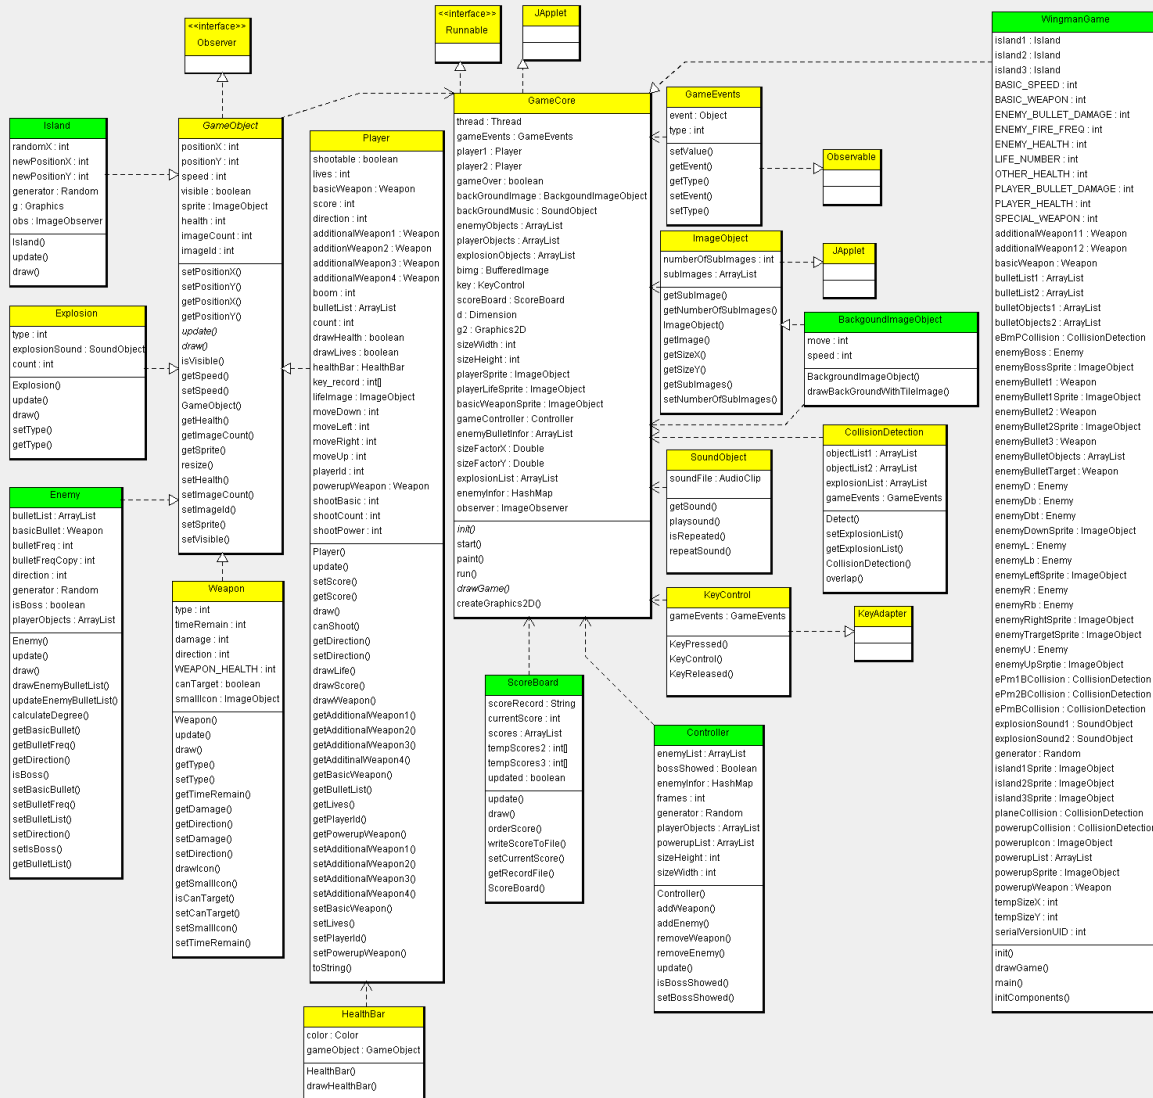 <<interface>>
Observer
<<interface>>
Runnable
JApplet
Island
randomX : int
newPositionX : int
newPositionY : int
generator : Random
g : Graphics
obs : ImageObserver
Island()
update()
draw()
Explosion
type : int
explosionSound : SoundObject
count : int
Explosion()
update()
draw()
setType()
getType()
Enemy
bulletList : ArrayList
basicBullet : Weapon
bulletFreq : int
bulletFreqCopy : int
direction : int
generator : Random
isBoss : boolean
playerObjects : ArrayList
Enemy()
update()
draw()
drawEnemyBulletList()
updateEnemyBulletList()
calculateDegree()
getBasicBullet()
getBulletFreq()
getDirection()
isBoss()
setBasicBullet()
setBulletFreq()
setBulletList()
setDirection()
setIsBoss()
getBulletList()
GameObject
positionX : int
positionY : int
speed : int
visible : boolean
sprite : ImageObject
health : int
imageCount : int
imageId : int
setPositionX()
setPositionY()
getPositionX()
getPositionY()
update()
draw()
isVisible()
getSpeed()
setSpeed()
GameObject()
getHealth()
getImageCount()
getSprite()
resize()
setHealth()
setImageCount()
setImageId()
setSprite()
setVisible()
Weapon
type : int
timeRemain : int
damage : int
direction : int
WEAPON_HEALTH : int
canTarget : boolean
smallIcon : ImageObject
Weapon()
update()
draw()
getType()
setType()
getTimeRemain()
getDamage()
getDirection()
setDamage()
setDirection()
drawIcon()
getSmallIcon()
isCanTarget()
setCanTarget()
setSmallIcon()
setTimeRemain()
Player
shootable : boolean
lives : int
basicWeapon : Weapon
score : int
direction : int
additionalWeapon1 : Weapon
additionWeapon2 : Weapon
additionalWeapon3 : Weapon
additionalWeapon4 : Weapon
boom : int
bulletList : ArrayList
count : int
drawHealth : boolean
drawLives : boolean
healthBar : HealthBar
key_record : int[]
lifeImage : ImageObject
moveDown : int
moveLeft : int
moveRight : int
moveUp : int
playerId : int
powerupWeapon : Weapon
shootBasic : int
shootCount : int
shootPower : int
Player()
update()
setScore()
getScore()
draw()
canShoot()
getDirection()
setDirection()
drawLife()
drawScore()
drawWeapon()
getAdditionalWeapon1()
getAdditionalWeapon2()
getAdditionalWeapon3()
getAdditinalWeapon4()
getBasicWeapon()
getBulletList()
getLives()
getPlayerId()
getPowerupWeapon()
setAdditionalWeapon1()
setAdditionalWeapon2()
setAdditionalWeapon3()
setAdditionalWeapon4()
setBasicWeapon()
setLives()
setPlayerId()
setPowerupWeapon()
toString()
HealthBar
color : Color
gameObject : GameObject
HealthBar()
drawHealthBar()
GameCore
thread : Thread
gameEvents : GameEvents
player1 : Player
player2 : Player
gameOver : boolean
backGroundImage : BackgoundImageObject
backGroundMusic : SoundObject
enemyObjects : ArrayList
playerObjects : ArrayList
explosionObjects : ArrayList
bimg : BufferedImage
key : KeyControl
scoreBoard : ScoreBoard
d : Dimension
g2 : Graphics2D
sizeWidth : int
sizeHeight : int
playerSprite : ImageObject
playerLifeSprite : ImageObject
basicWeaponSprite : ImageObject
gameController : Controller
enemyBulletInfor : ArrayList
sizeFactorX : Double
sizeFactorY : Double
explosionList : ArrayList
enemyInfor : HashMap
observer : ImageObserver
init()
start()
paint()
run()
drawGame()
createGraphics2D()
ScoreBoard
scoreRecord : String
currentScore : int
scores : ArrayList
tempScores2 : int[]
tempScores3 : int[]
updated : boolean
update()
draw()
orderScore()
writeScoreToFile()
setCurrentScore()
getRecordFile()
ScoreBoard()
GameEvents
event : Object
type : int
setValue()
getEvent()
getType()
setEvent()
setType()
Observable
ImageObject
numberOfSubImages : int
subImages : ArrayList
getSubImage()
getNumberOfSubImages()
ImageObject()
getImage()
getSizeX()
getSizeY()
getSubImages()
setNumberOfSubImages()
JApplet
BackgoundImageObject
move : int
speed : int
BackgroundImageObject()
drawBackGroundWithTileImage()
CollisionDetection
objectList1 : ArrayList
objectList2 : ArrayList
explosionList : ArrayList
gameEvents : GameEvents
Detect()
setExplosionList()
getExplosionList()
CollisionDetection()
overlap()
SoundObject
soundFile : AudioClip
getSound()
playsound()
isRepeated()
repeatSound()
KeyControl
gameEvents : GameEvents
KeyPressed()
KeyControl()
KeyReleased()
KeyAdapter
Controller
enemyList : ArrayList
bossShowed : Boolean
enemyInfor : HashMap
frames : int
generator : Random
playerObjects : ArrayList
powerupList : ArrayList
sizeHeight : int
sizeWidth : int
Controller()
addWeapon()
addEnemy()
removeWeapon()
removeEnemy()
update()
isBossShowed()
setBossShowed()
WingmanGame
island1 : Island
island2 : Island
island3 : Island
BASIC_SPEED : int
BASIC_WEAPON : int
ENEMY_BULLET_DAMAGE : int
ENEMY_FIRE_FREQ : int
ENEMY_HEALTH : int
LIFE_NUMBER : int
OTHER_HEALTH : int
PLAYER_BULLET_DAMAGE : int
PLAYER_HEALTH : int
SPECIAL_WEAPON : int
additionalWeapon11 : Weapon
additionalWeapon12 : Weapon
basicWeapon : Weapon
bulletList1 : ArrayList
bulletList2 : ArrayList
bulletObjects1 : ArrayList
bulletObjects2 : ArrayList
eBmPCollision : CollisionDetection
enemyBoss : Enemy
enemyBossSprite : ImageObject
enemyBullet1 : Weapon
enemyBullet1Sprite : ImageObject
enemyBullet2 : Weapon
enemyBullet2Sprite : ImageObject
enemyBullet3 : Weapon
enemyBulletObjects : ArrayList
enemyBulletTarget : Weapon
enemyD : Enemy
enemyDb : Enemy
enemyDbt : Enemy
enemyDownSprite : ImageObject
enemyL : Enemy
enemyLb : Enemy
enemyLeftSprite : ImageObject
enemyR : Enemy
enemyRb : Enemy
enemyRightSprite : ImageObject
enemyTrargetSprite : ImageObject
enemyU : Enemy
enemyUpSrptie : ImageObject
ePm1BCollision : CollisionDetection
ePm2BCollision : CollisionDetection
ePmBCollision : CollisionDetection
explosionSound1 : SoundObject
explosionSound2 : SoundObject
generator : Random
island1Sprite : ImageObject
island2Sprite : ImageObject
island3Sprite : ImageObject
planeCollision : CollisionDetection
powerupCollision : CollisionDetection
powerupIcon : ImageObject
powerupList : ArrayList
powerupSprite : ImageObject
powerupWeapon : Weapon
tempSizeX : int
tempSizeY : int
serialVersionUID : int
init()
drawGame()
main()
initComponents()